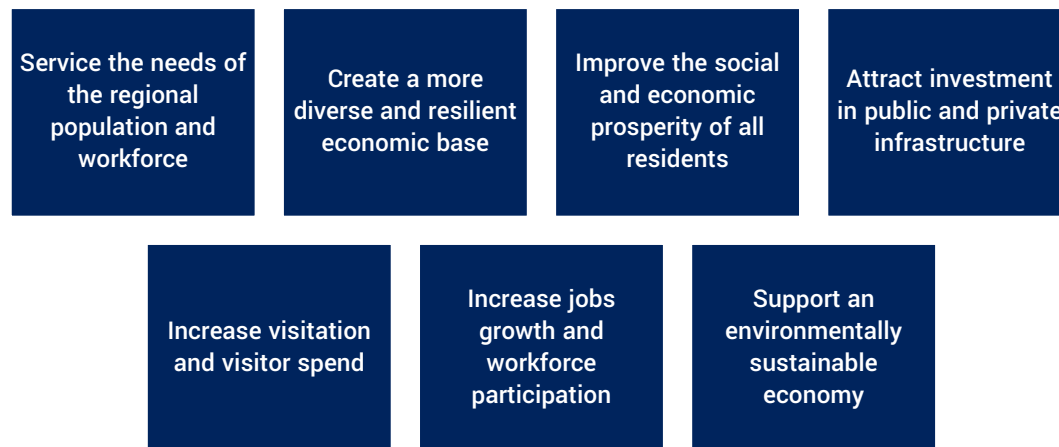 Service the needs of
the regional
population and
workforce
Create a more
diverse and resilient
economic base
Improve the social
and economic
prosperity of all
residents
Attract investment
in public and private
infrastructure
Increase visitation
and visitor spend
Increase jobs
growth and
workforce
participation
Support an
environmentally
sustainable
economy